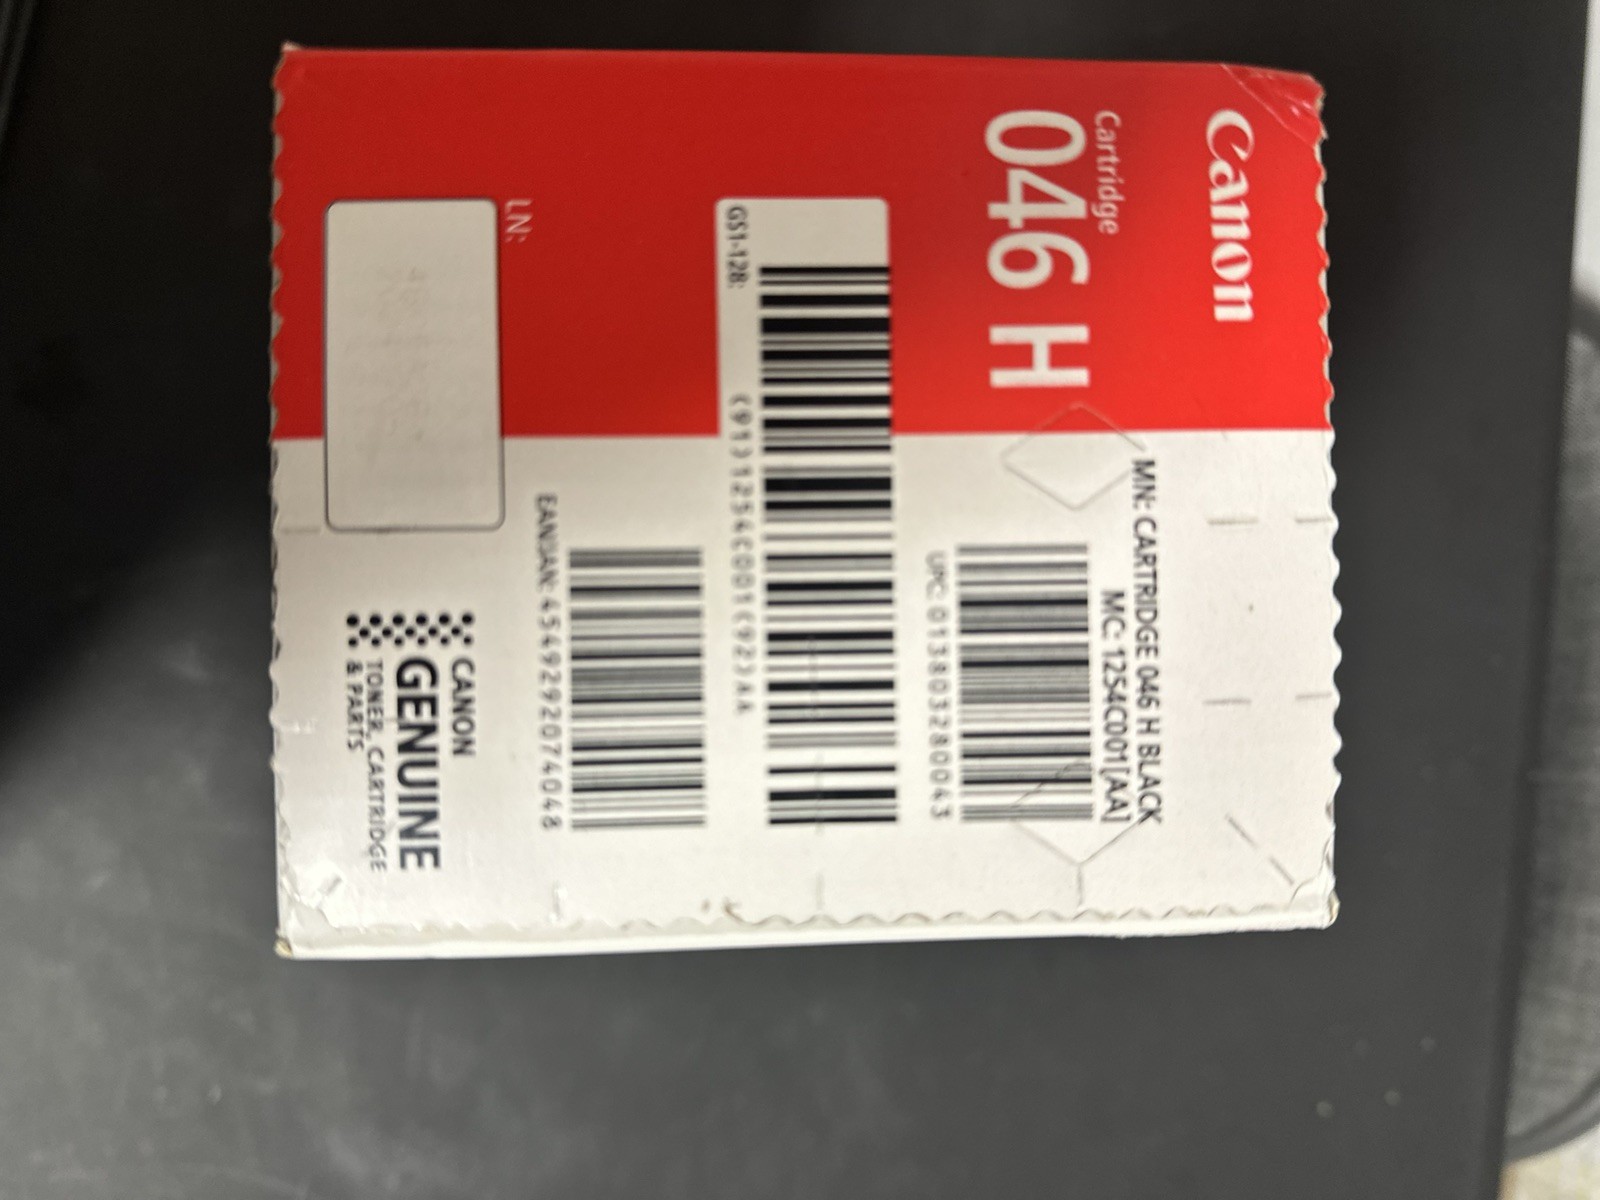 Canon
Cartridge
046 H
MN: CARTRIDGE 046 H BLACK
MC: 1254C001[AA]
UPC: 013803280043
GS1-128:
(91)1254C001(92)AA
EAN/JAN: 4549292074048
LN:
CANON
GENUINE
TONER, CARTRIDGE
& PARTS